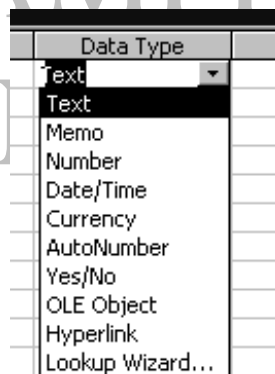 Data Type
Text
Text
Memo
Number
Date/Time
Currency
AutoNumber
Yes/No
OLE Object
Hyperlink
Lookup Wizard...